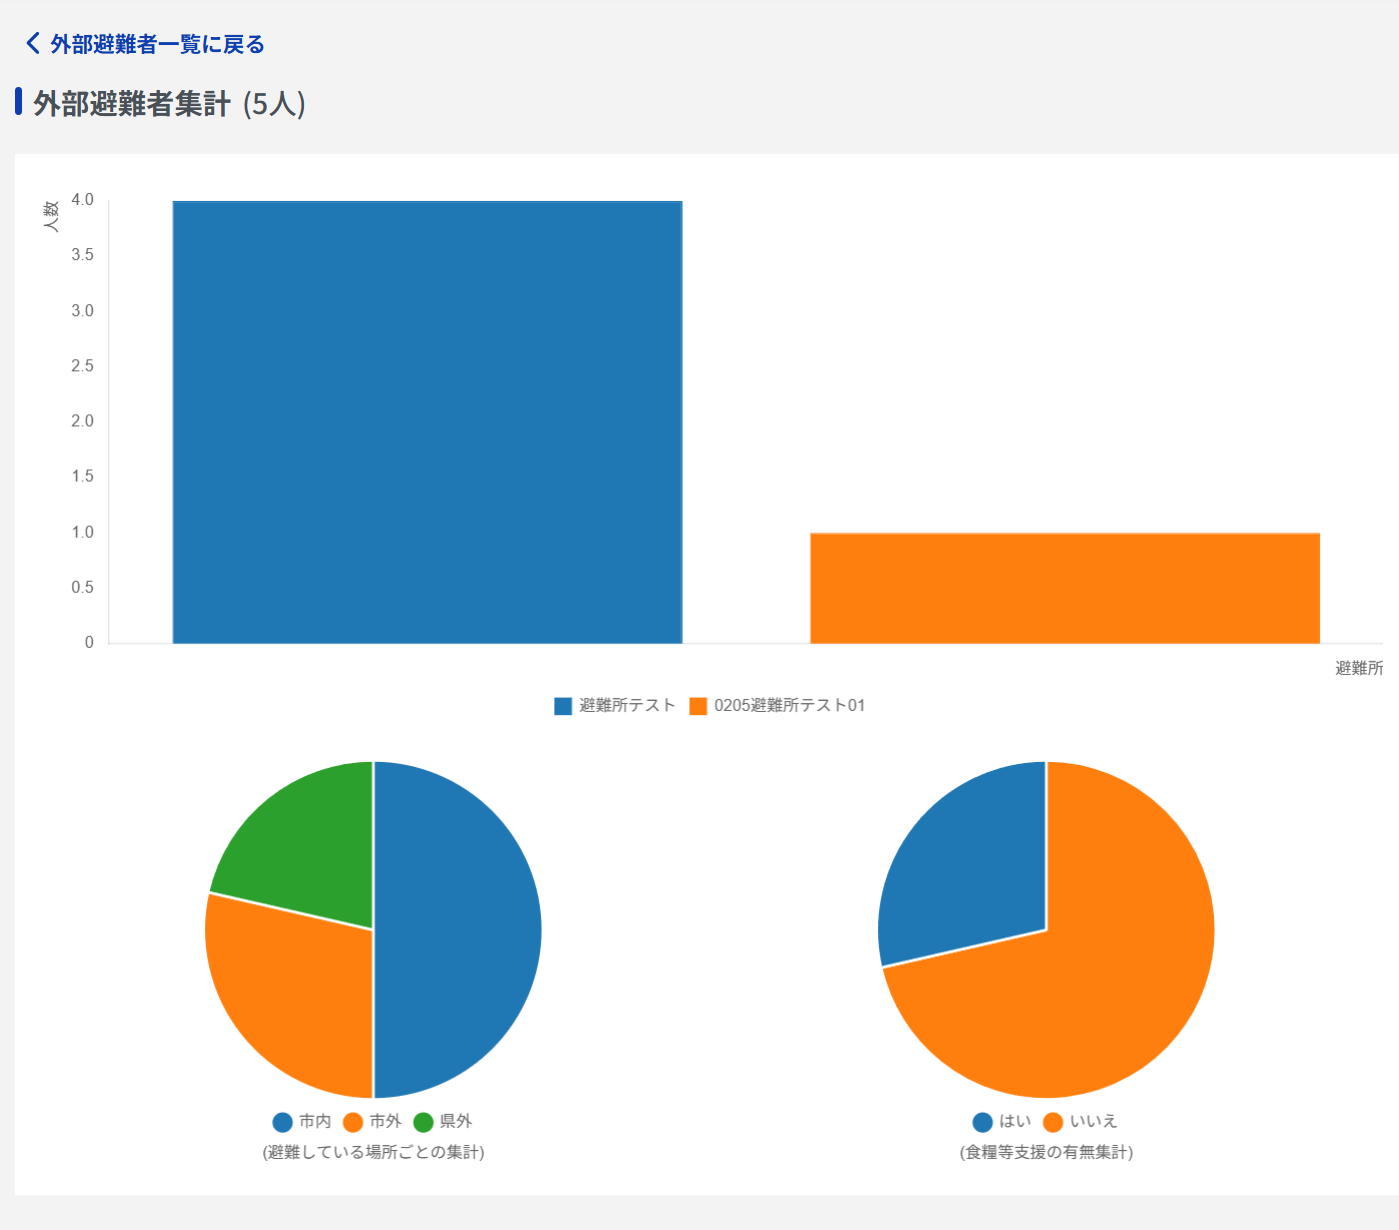 外部避難者一覧に戻る
外部避難者集計 (5人)
人数
4.0
3.5
3.0
2.5
2.0
1.5
1.0
0.5
0
避難所
避難所テスト 0205避難所テスト01
市内 市外 県外
(避難している場所ごとの集計)
はい いいえ
(食糧等支援の有無集計)